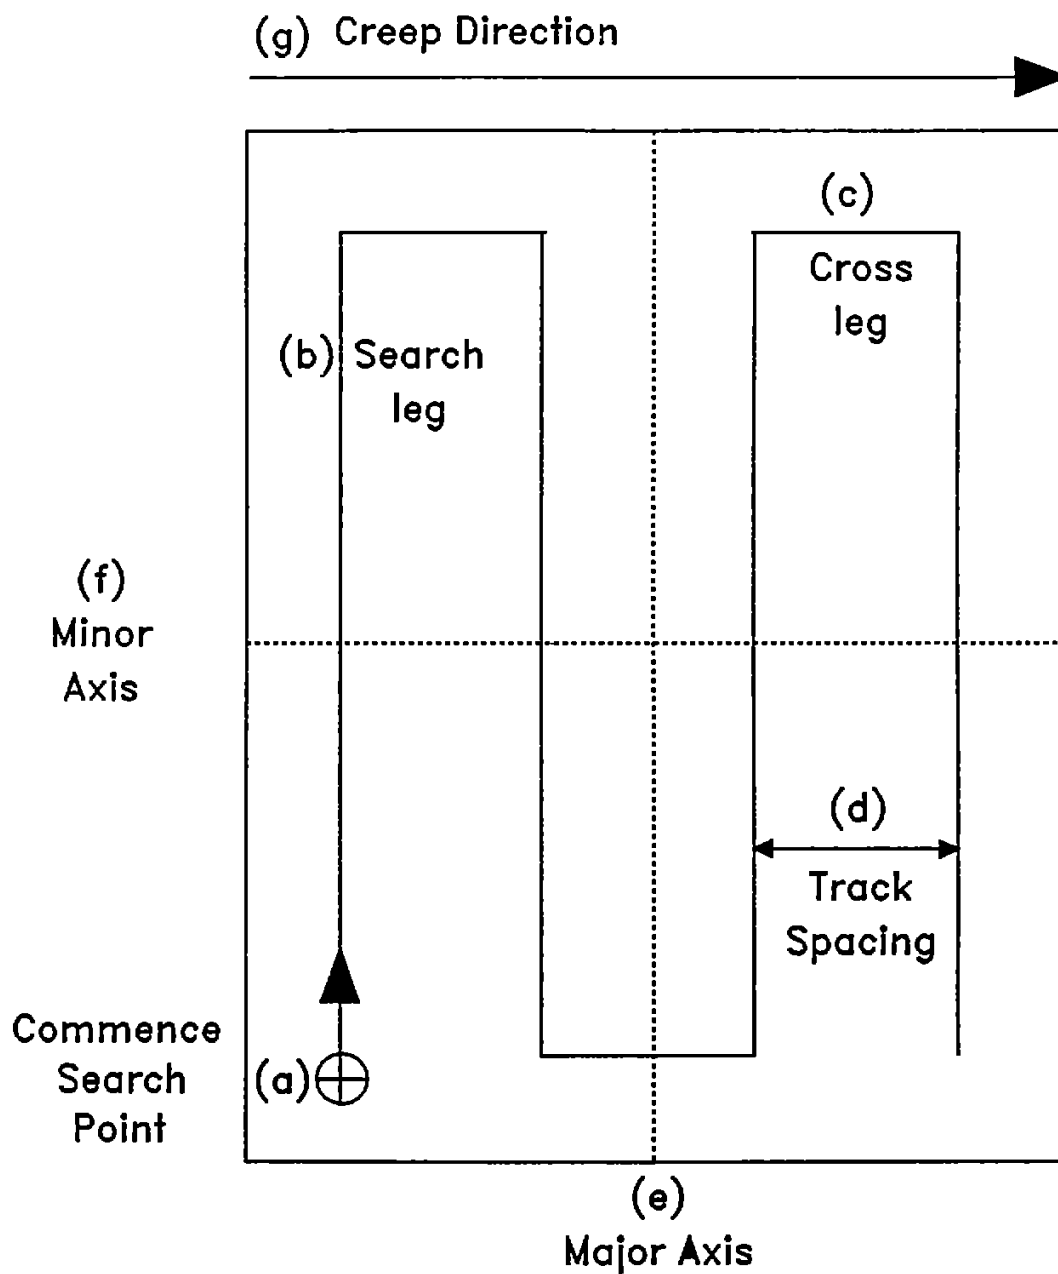 (g) Creep Direction
(c)
Cross
leg
(b) Search
leg
(f)
Minor
Axis
(d)
Track
Spacing
Commence
Search
Point
(a)
(e)
Major Axis